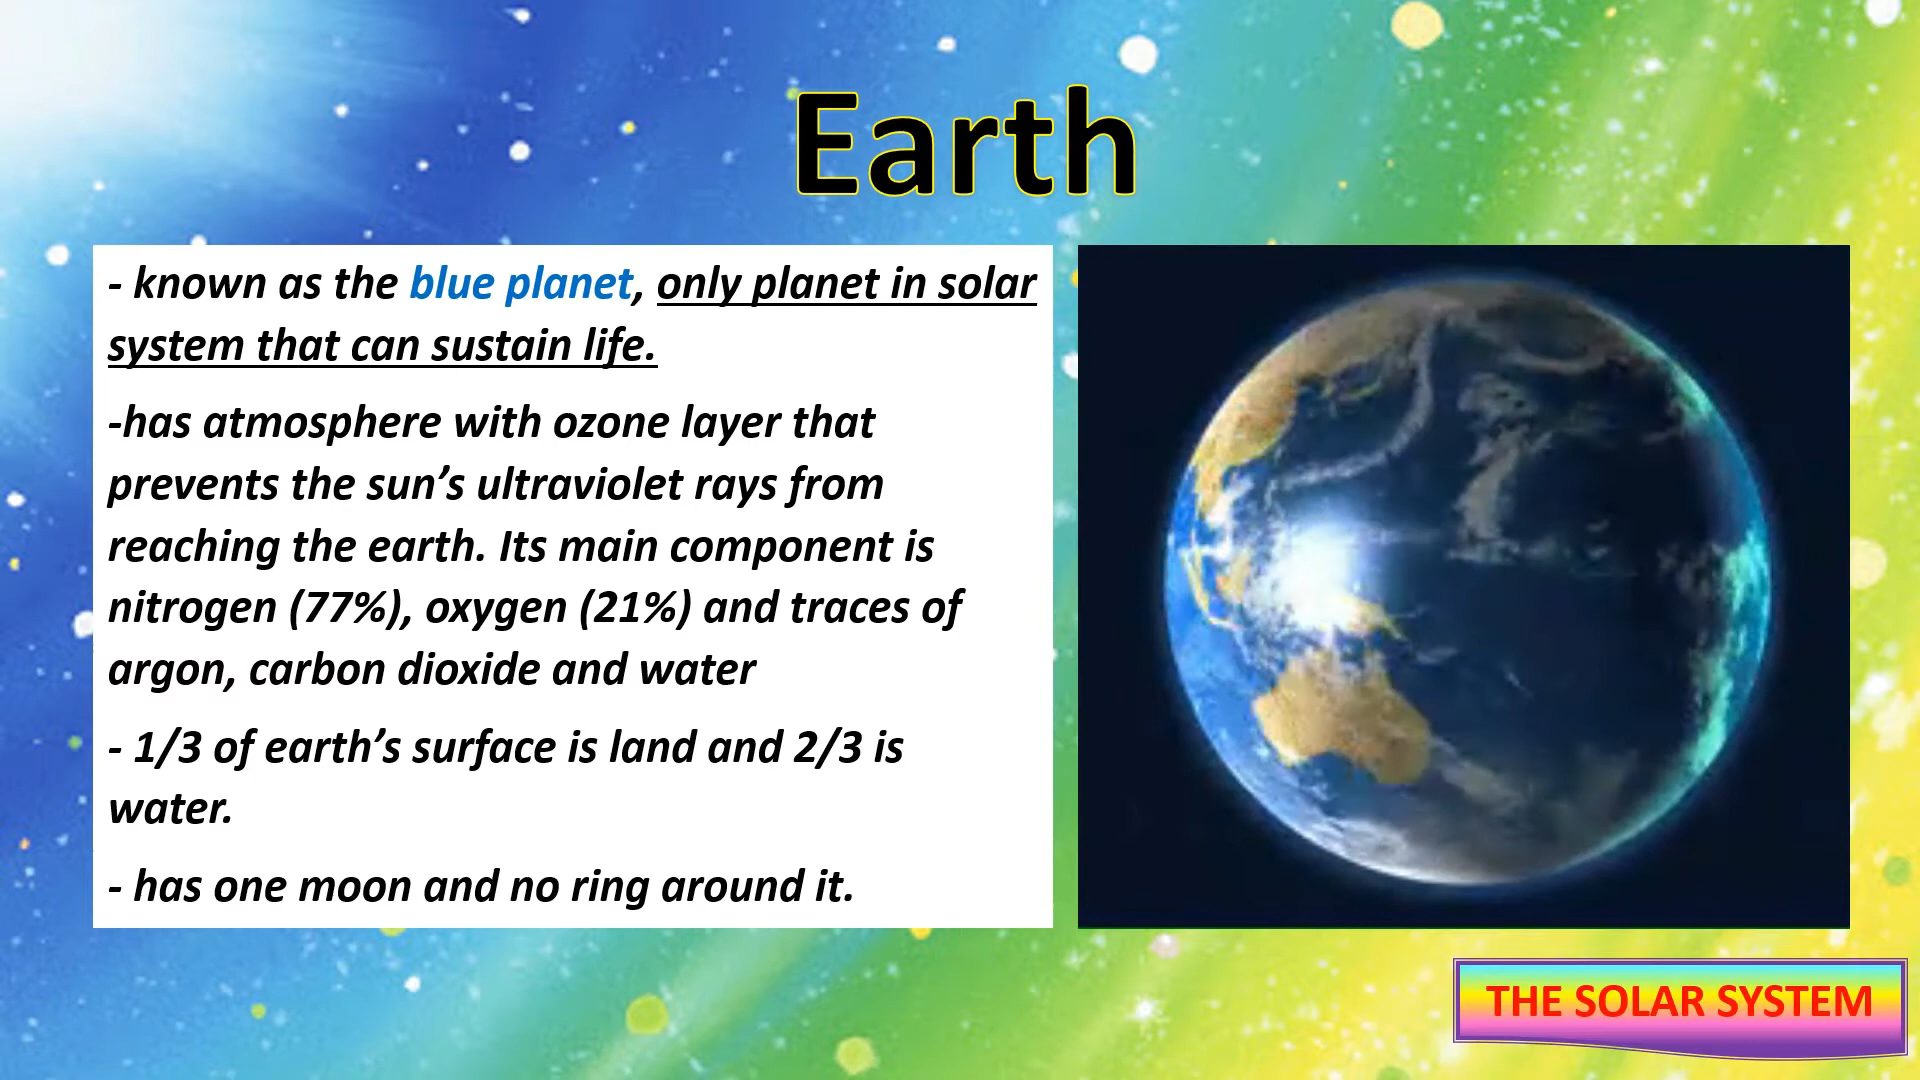 Earth
- known as the blue planet, only planet in solar
system that can sustain life.
-has atmosphere with ozone layer that
prevents the sun’s ultraviolet rays from
reaching the earth. Its main component is
nitrogen (77%), oxygen (21%) and traces of
argon, carbon dioxide and water
- 1/3 of earth’s surface is land and 2/3 is
water.
- has one moon and no ring around it.
THE SOLAR SYSTEM